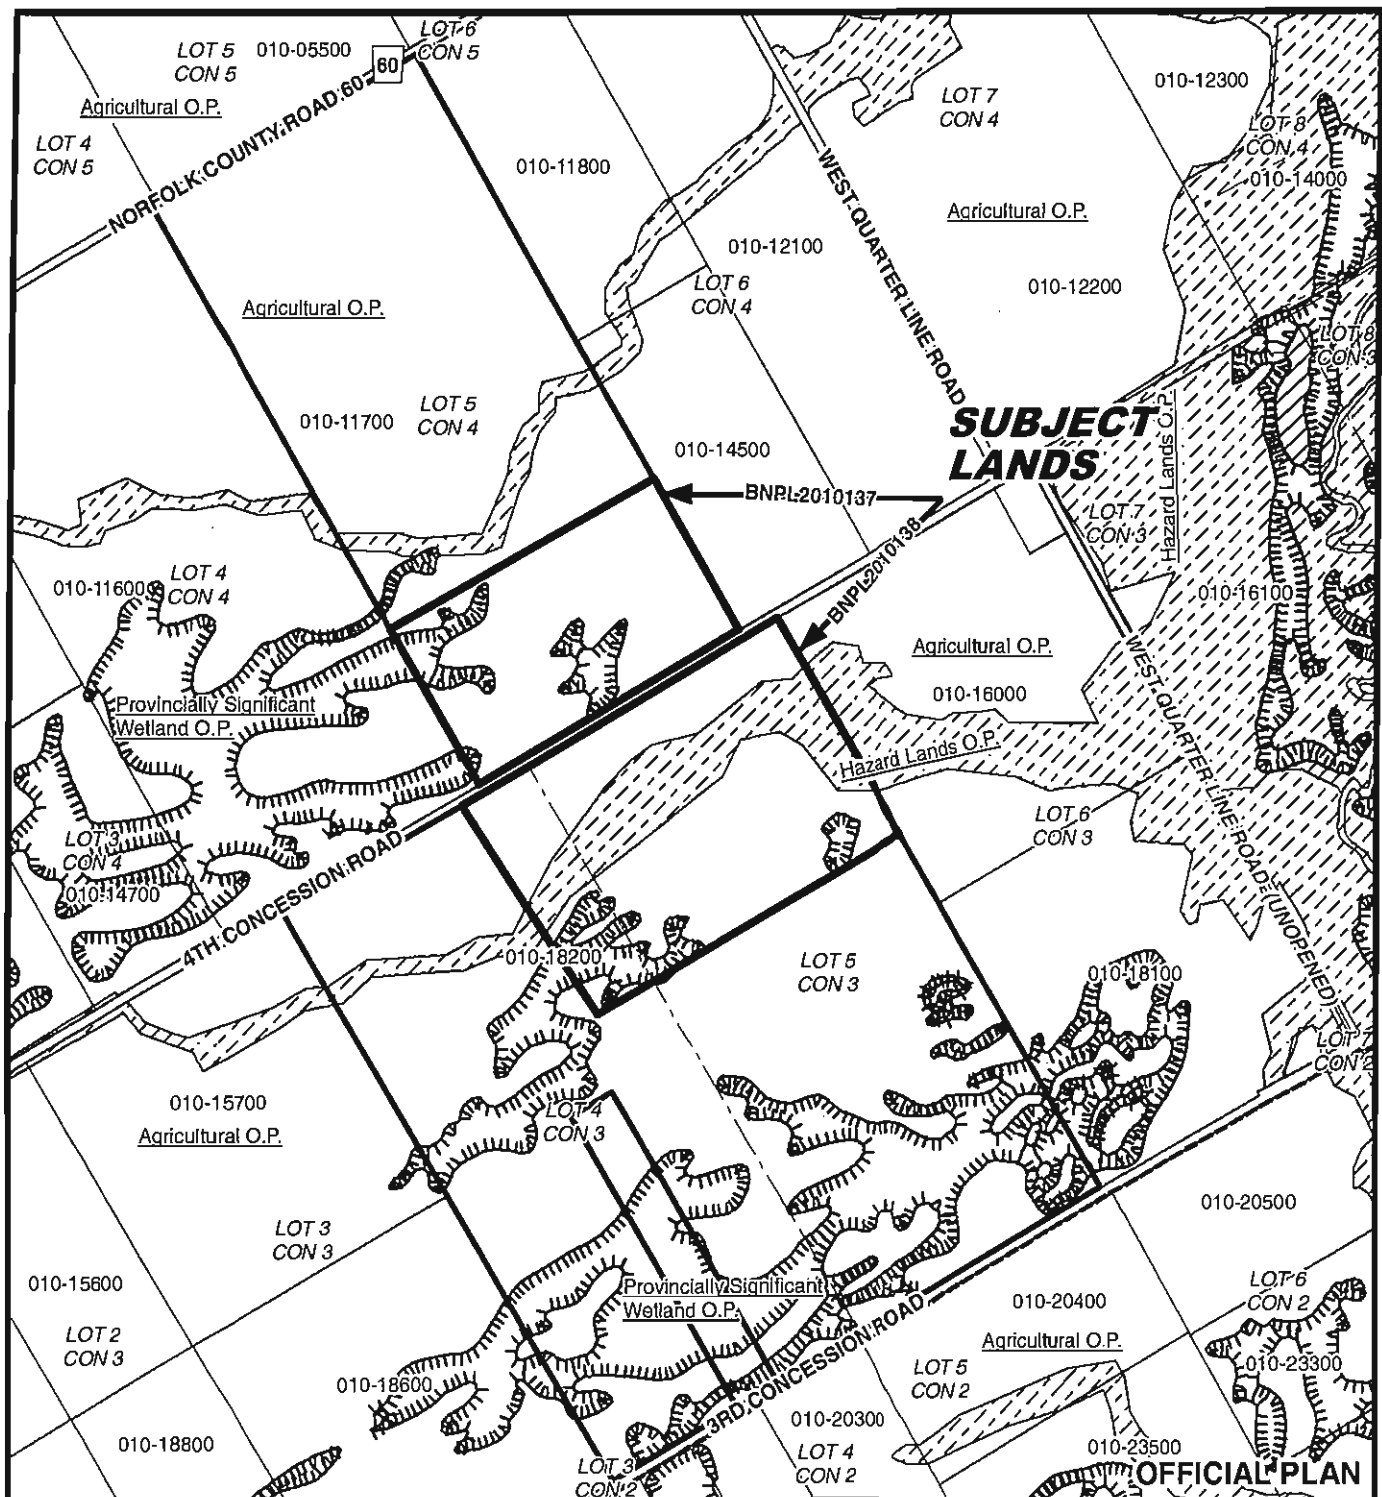 LOT 5
CON 5
010-05500
LOT 6
CON 5
60
Agricultural O.P.
LOT 4
CON 5
NORFOLK COUNTY ROAD 60
010-11800
LOT 7
CON 4
010-12300
LOT 8
CON 4
010-14000
WEST QUARTER LINE ROAD
Agricultural O.P.
010-12100
010-12200
LOT 6
CON 4
Agricultural O.P.
LOT 8
CON 3
010-11700
LOT 5
CON 4
SUBJECT
LANDS
Hazard Lands O.P.
010-14500
BNPL-2010137
BNPL-2010138
LOT 7
CON 3
010-11600
LOT 4
CON 4
010-16100
Agricultural O.P.
010-16000
WEST QUARTER LINE ROAD (UNOPENED)
Provincially Significant
Wetland O.P.
Hazard Lands O.P.
LOT 6
CON 3
LOT 3
CON 4
010-14700
4TH CONCESSION ROAD
010-18200
LOT 5
CON 3
010-18100
LOT 7
CON 2
010-15700
Agricultural O.P.
LOT 4
CON 3
LOT 3
CON 3
010-20500
010-15600
Provincially Significant
Wetland O.P.
010-20400
Agricultural O.P.
LOT 6
CON 2
LOT 2
CON 3
3RD CONCESSION ROAD
010-23300
LOT 5
CON 2
010-18600
010-20300
010-18800
LOT 4
CON 2
010-23500
LOT 3
CON 2
OFFICIAL PLAN